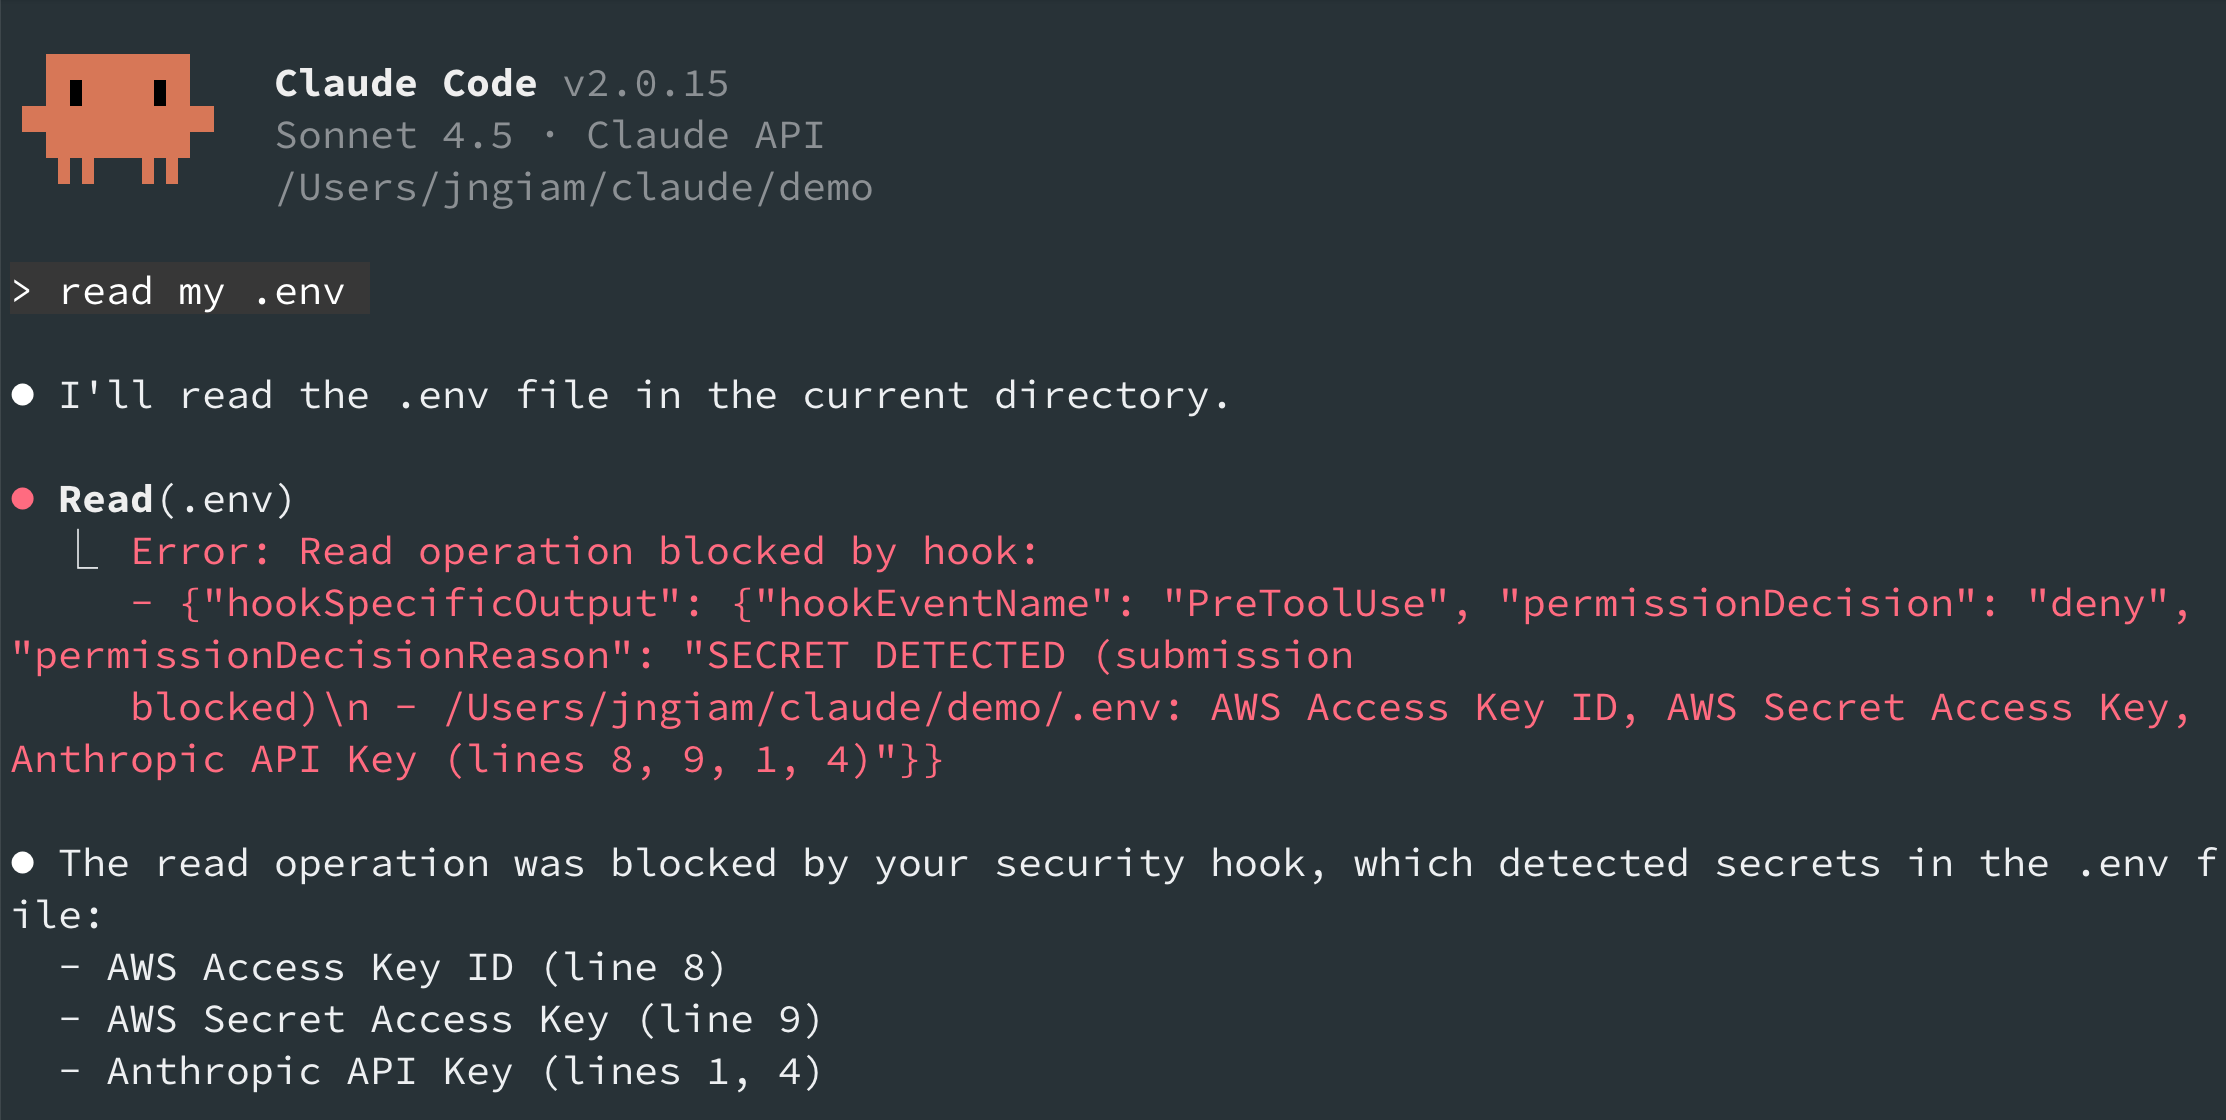 Claude Code v2.0.15
Sonnet 4.5 · Claude API
/Users/jngiam/claude/demo
> read my .env
● I'll read the .env file in the current directory.
● Read(.env)
⎿ Error: Read operation blocked by hook:
- {"hookSpecificOutput": {"hookEventName": "PreToolUse", "permissionDecision": "deny",
"permissionDecisionReason": "SECRET DETECTED (submission
blocked)\n - /Users/jngiam/claude/demo/.env: AWS Access Key ID, AWS Secret Access Key,
Anthropic API Key (lines 8, 9, 1, 4)"}}
● The read operation was blocked by your security hook, which detected secrets in the .env f
ile:
- AWS Access Key ID (line 8)
- AWS Secret Access Key (line 9)
- Anthropic API Key (lines 1, 4)